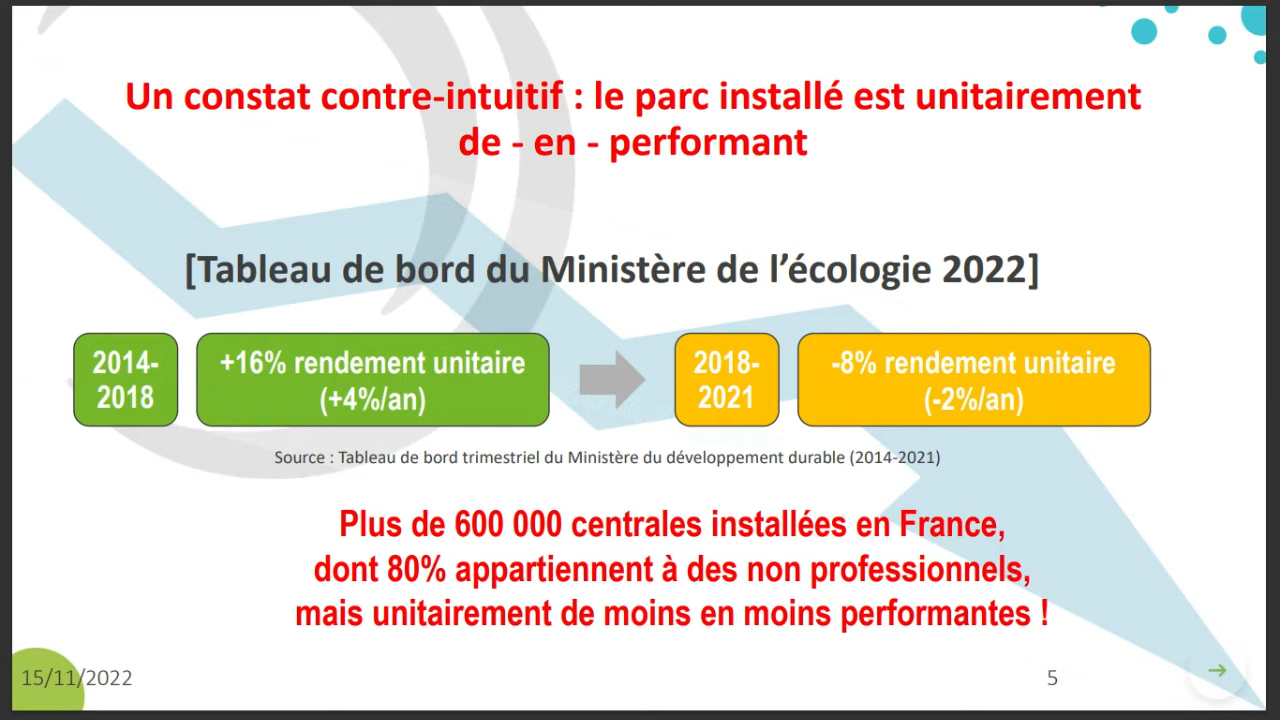 Un constat contre-intuitif : le parc installé est unitairement
de - en - performant
[Tableau de bord du Ministère de l’écologie 2022]
2014-
2018
+16% rendement unitaire
(+4%/an)
2018-
2021
-8% rendement unitaire
(-2%/an)
Source : Tableau de bord trimestriel du Ministère du développement durable (2014-2021)
Plus de 600 000 centrales installées en France,
dont 80% appartiennent à des non professionnels,
mais unitairement de moins en moins performantes !
15/11/2022
5